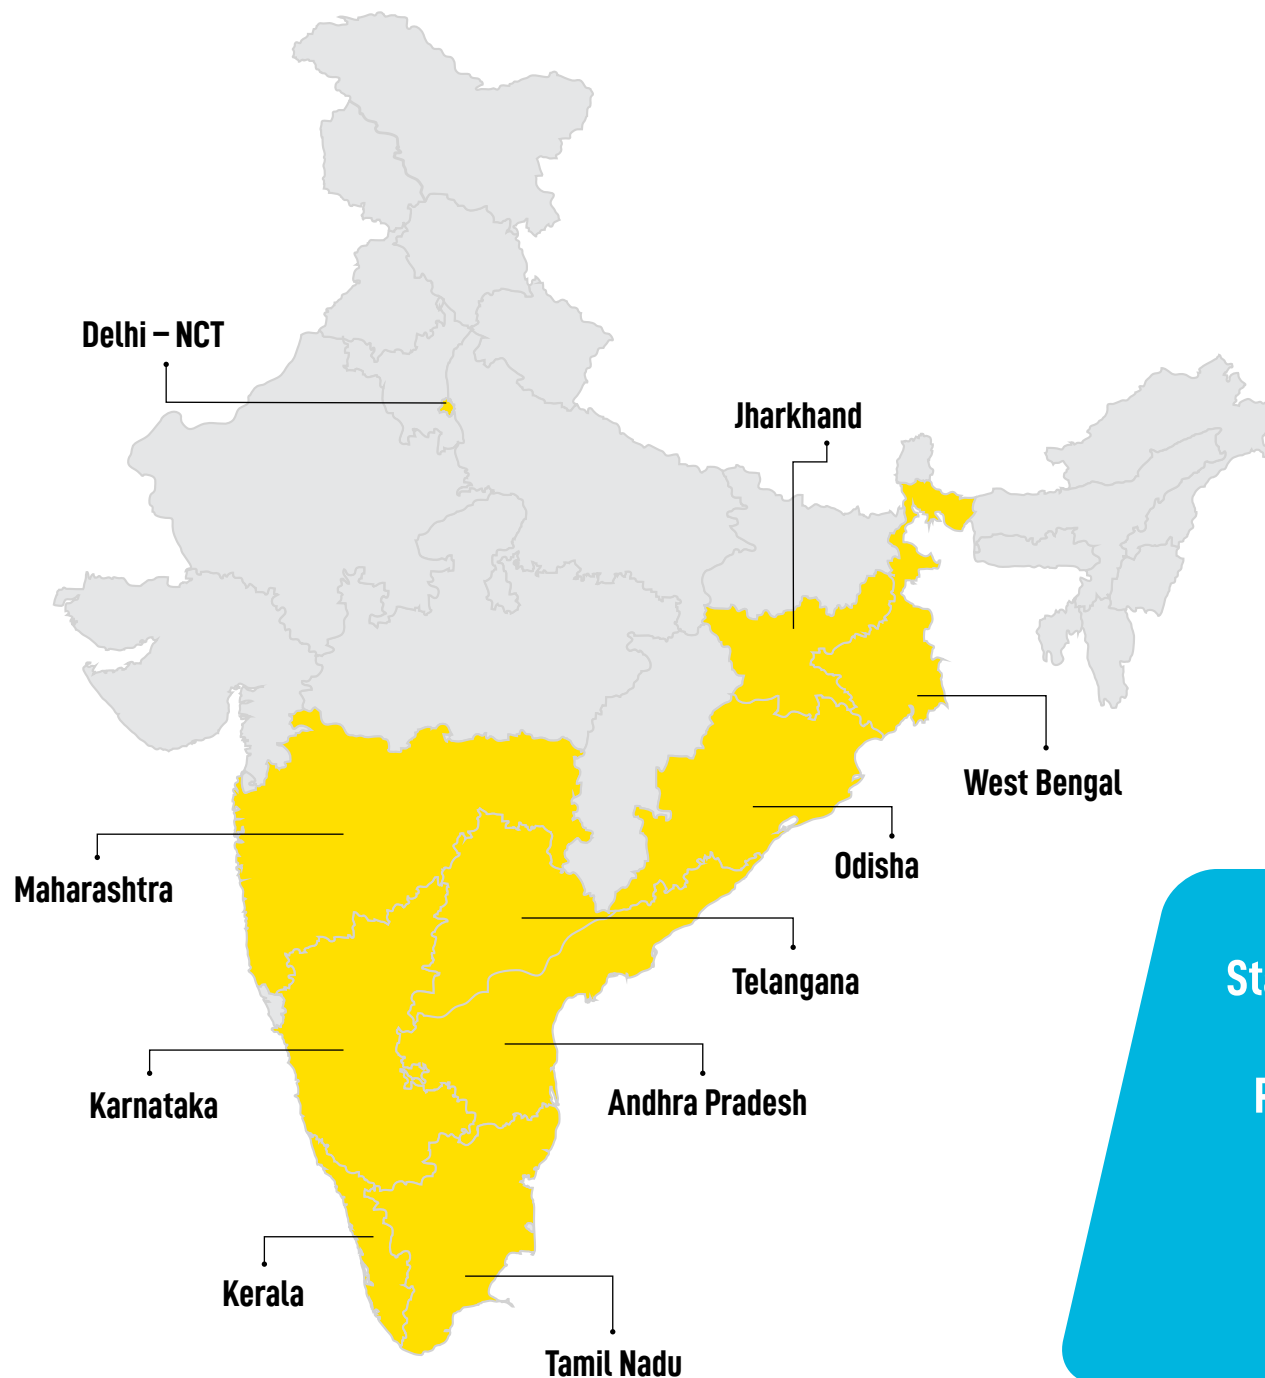 Delhi – NCT
Jharkhand
West Bengal
Odisha
Maharashtra
Telangana
Karnataka
Andhra Pradesh
Kerala
Tamil Nadu